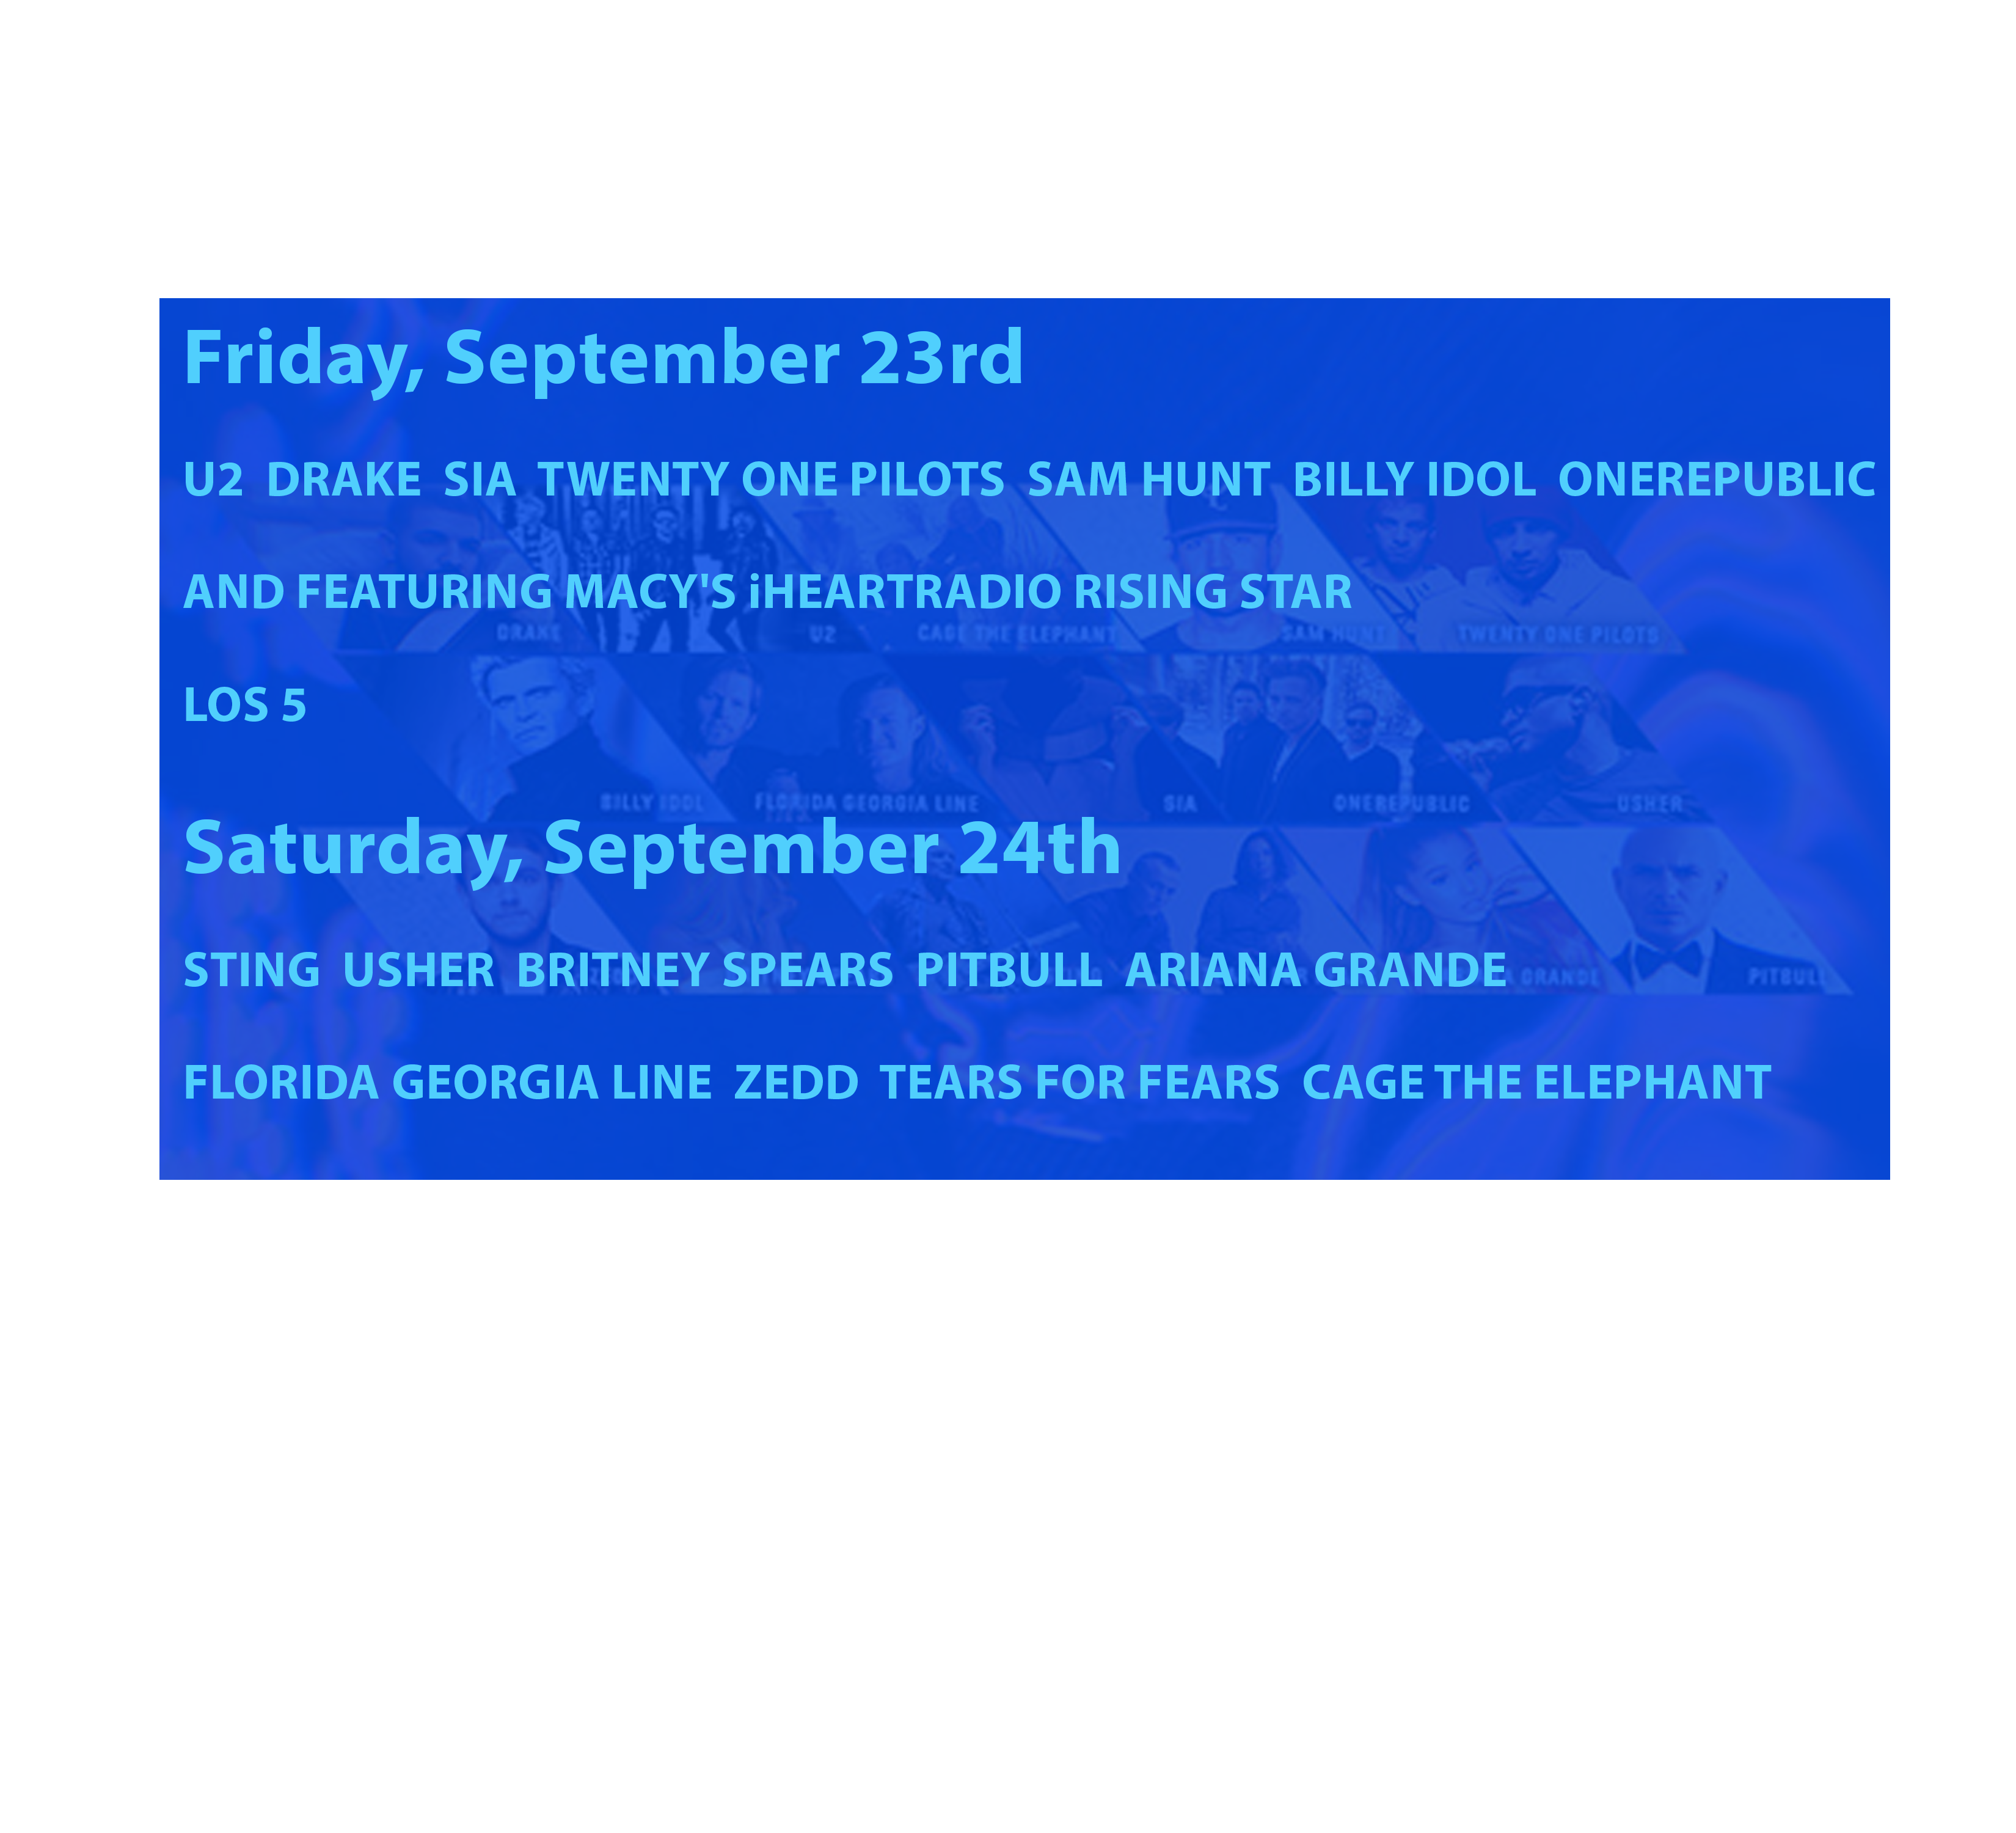 Friday, September 23rd
U2 DRAKE SIA TWENTY ONE PILOTS SAM HUNT BILLY IDOL ONEREPUBLIC
AND FEATURING MACY'S iHEARTRADIO RISING STAR
DRAKE U2 CAGE THE ELEPHANT SAM HUNT TWENTY ONE PILOTS
LOS 5
BILLY IDOL FLORIDA GEORGIA LINE SIA ONEREPUBLIC USHER
Saturday, September 24th
STING USHER BRITNEY SPEARS PITBULL ARIANA GRANDE
GRANDE PITBULL
FLORIDA GEORGIA LINE ZEDD TEARS FOR FEARS CAGE THE ELEPHANT